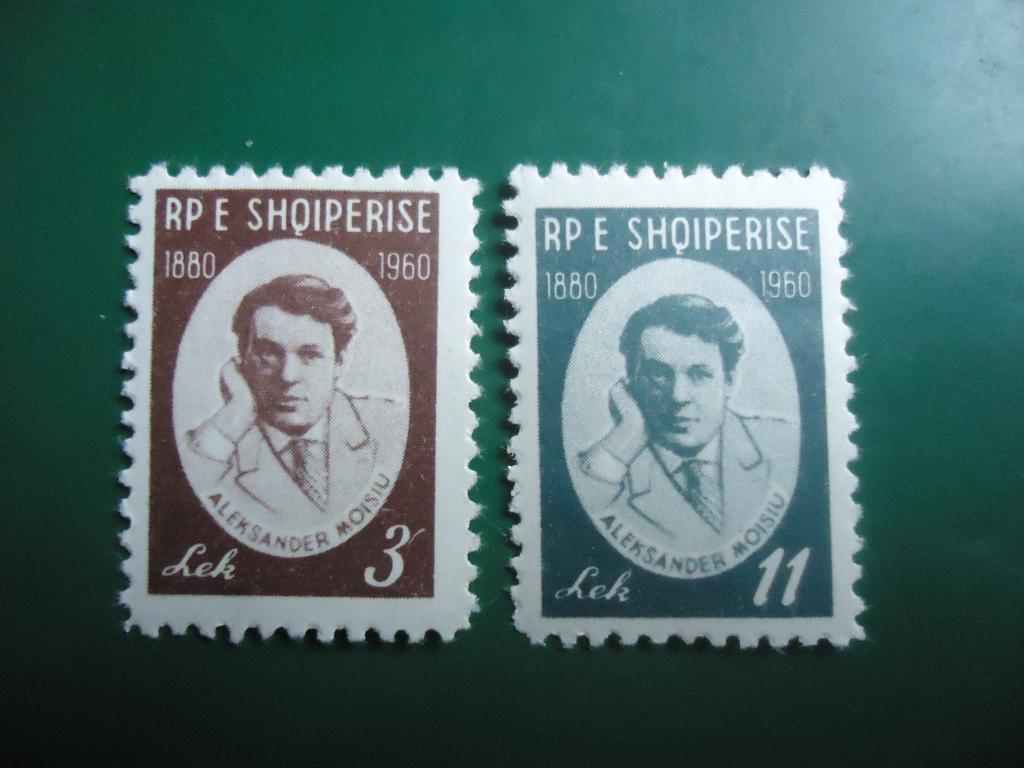 RP E SHQIPERISE
1880 1960
ALEKSANDER MOISIU
Lek 3
RP E SHQIPERISE
1880 1960
ALEKSANDER MOISIU
Lek 11